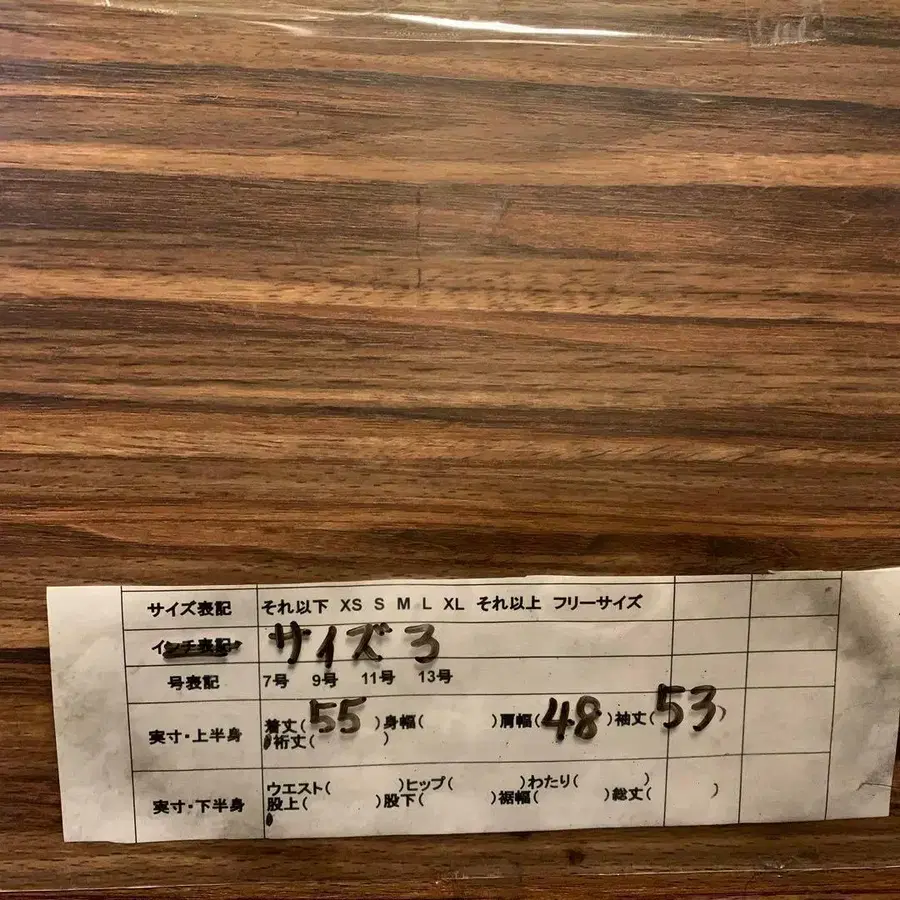 サイズ表記 それ以下 XS S M L XL それ以上 フリーサイズ
インチ表記 サイズ3
号表記 7号 9号 11号 13号
実寸・上半身 着丈(55)身幅( )肩幅(48)袖丈(53)
裄丈( )
実寸・下半身 ウエスト( )ヒップ( )わたり( )
股上( )股下( )裾幅( )総丈( )